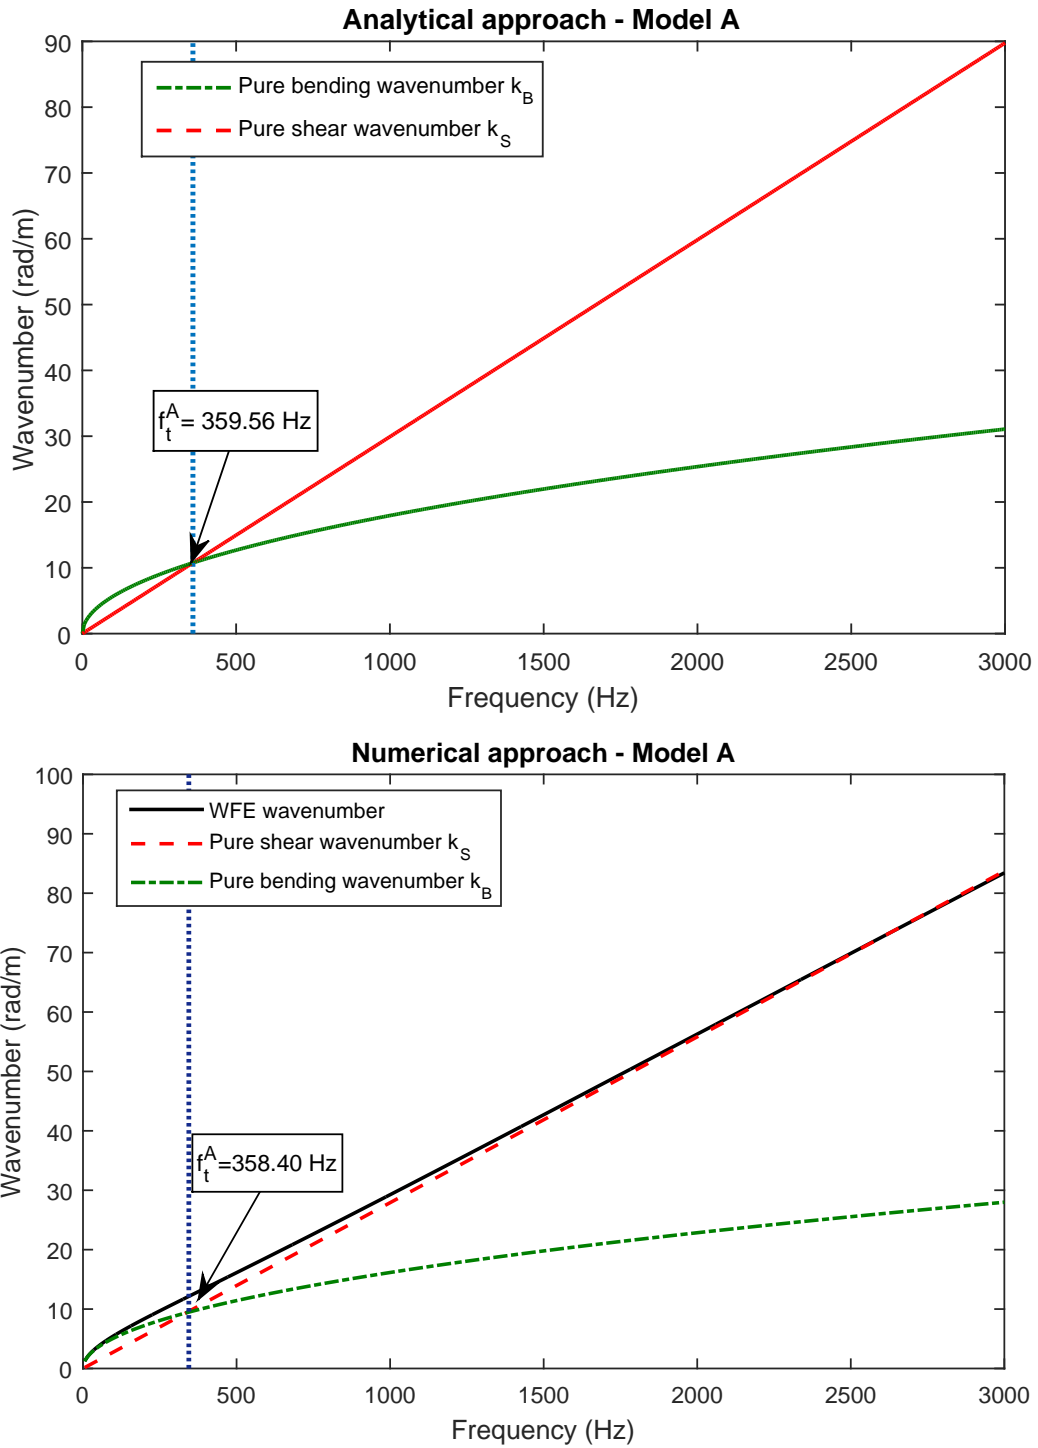 Analytical approach - Model A
90
80
70
60
50
40
30
20
10
0
Wavenumber (rad/m)
Pure bending wavenumber k_B
Pure shear wavenumber k_S
f_t^A= 359.56 Hz
0 500 1000 1500 2000 2500 3000
Frequency (Hz)
Numerical approach - Model A
100
90
80
70
60
50
40
30
20
10
0
Wavenumber (rad/m)
WFE wavenumber
Pure shear wavenumber k_S
Pure bending wavenumber k_B
f_t^A=358.40 Hz
0 500 1000 1500 2000 2500 3000
Frequency (Hz)